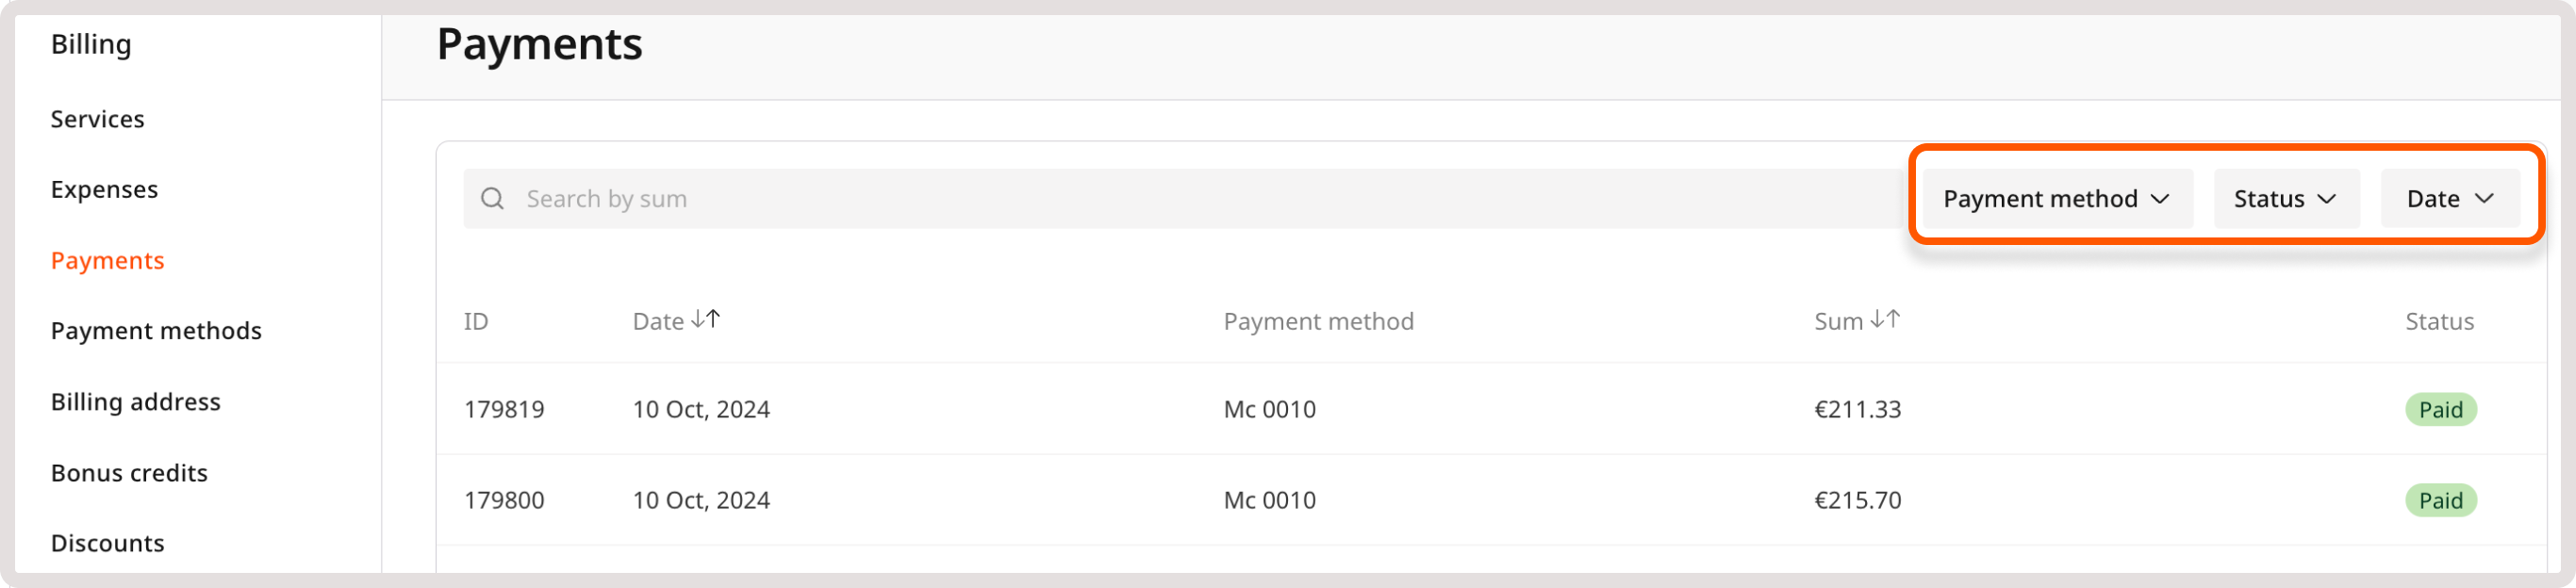 Billing
Services
Expenses
Payments
Payment methods
Billing address
Bonus credits
Discounts
Payments
Search by sum
Payment method Status Date
ID Date Payment method Sum Status
179819 10 Oct, 2024 Mc 0010 €211.33 Paid
179800 10 Oct, 2024 Mc 0010 €215.70 Paid